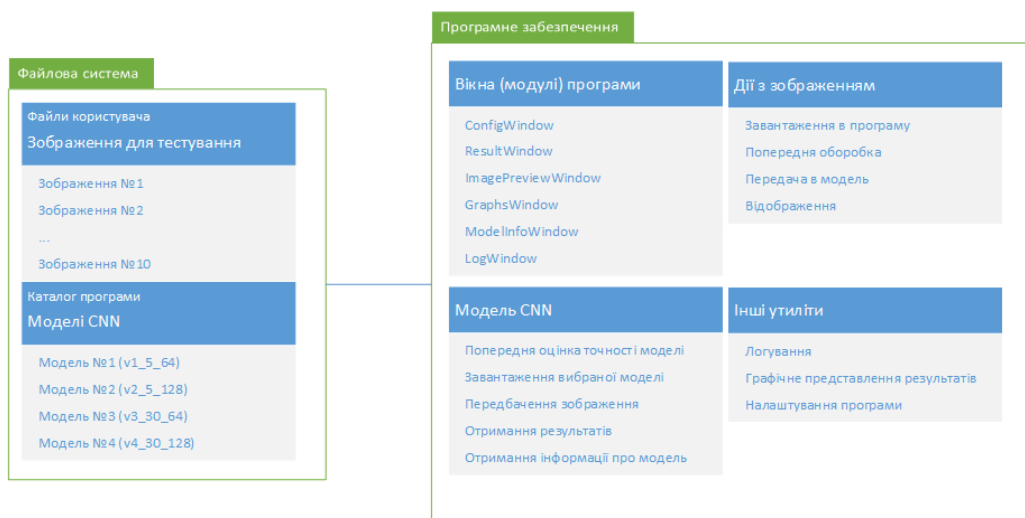 Програмне забезпечення
Файлова система
Файли користувача
Зображення для тестування
Зображення №1
Зображення №2
...
Зображення №10
Каталог програми
Моделі CNN
Модель №1 (v1_5_64)
Модель №2 (v2_5_128)
Модель №3 (v3_30_64)
Модель №4 (v4_30_128)
Вікна (модулі) програми
ConfigWindow
ResultWindow
ImagePreviewWindow
GraphsWindow
ModelInfoWindow
LogWindow
Дії з зображенням
Завантаження в програму
Попередня оборобка
Передача в модель
Відображення
Модель CNN
Попередня оцінка точності моделі
Завантаження вибраної моделі
Передбачення зображення
Отримання результатів
Отримання інформації про модель
Інші утиліти
Логування
Графічне представлення результатів
Налаштування програми